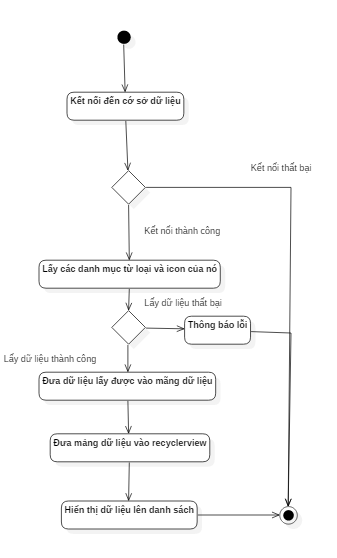 Kết nối đến cớ sở dữ liệu
Kết nối thất bại
Kết nối thành công
Lấy các danh mục từ loại và icon của nó
Lấy dữ liệu thất bại
Thông báo lỗi
Lấy dữ liệu thành công
Đưa dữ liệu lấy được vào mãng dữ liệu
Đưa mảng dữ liệu vào recyclerview
Hiển thị dữ liệu lên danh sách